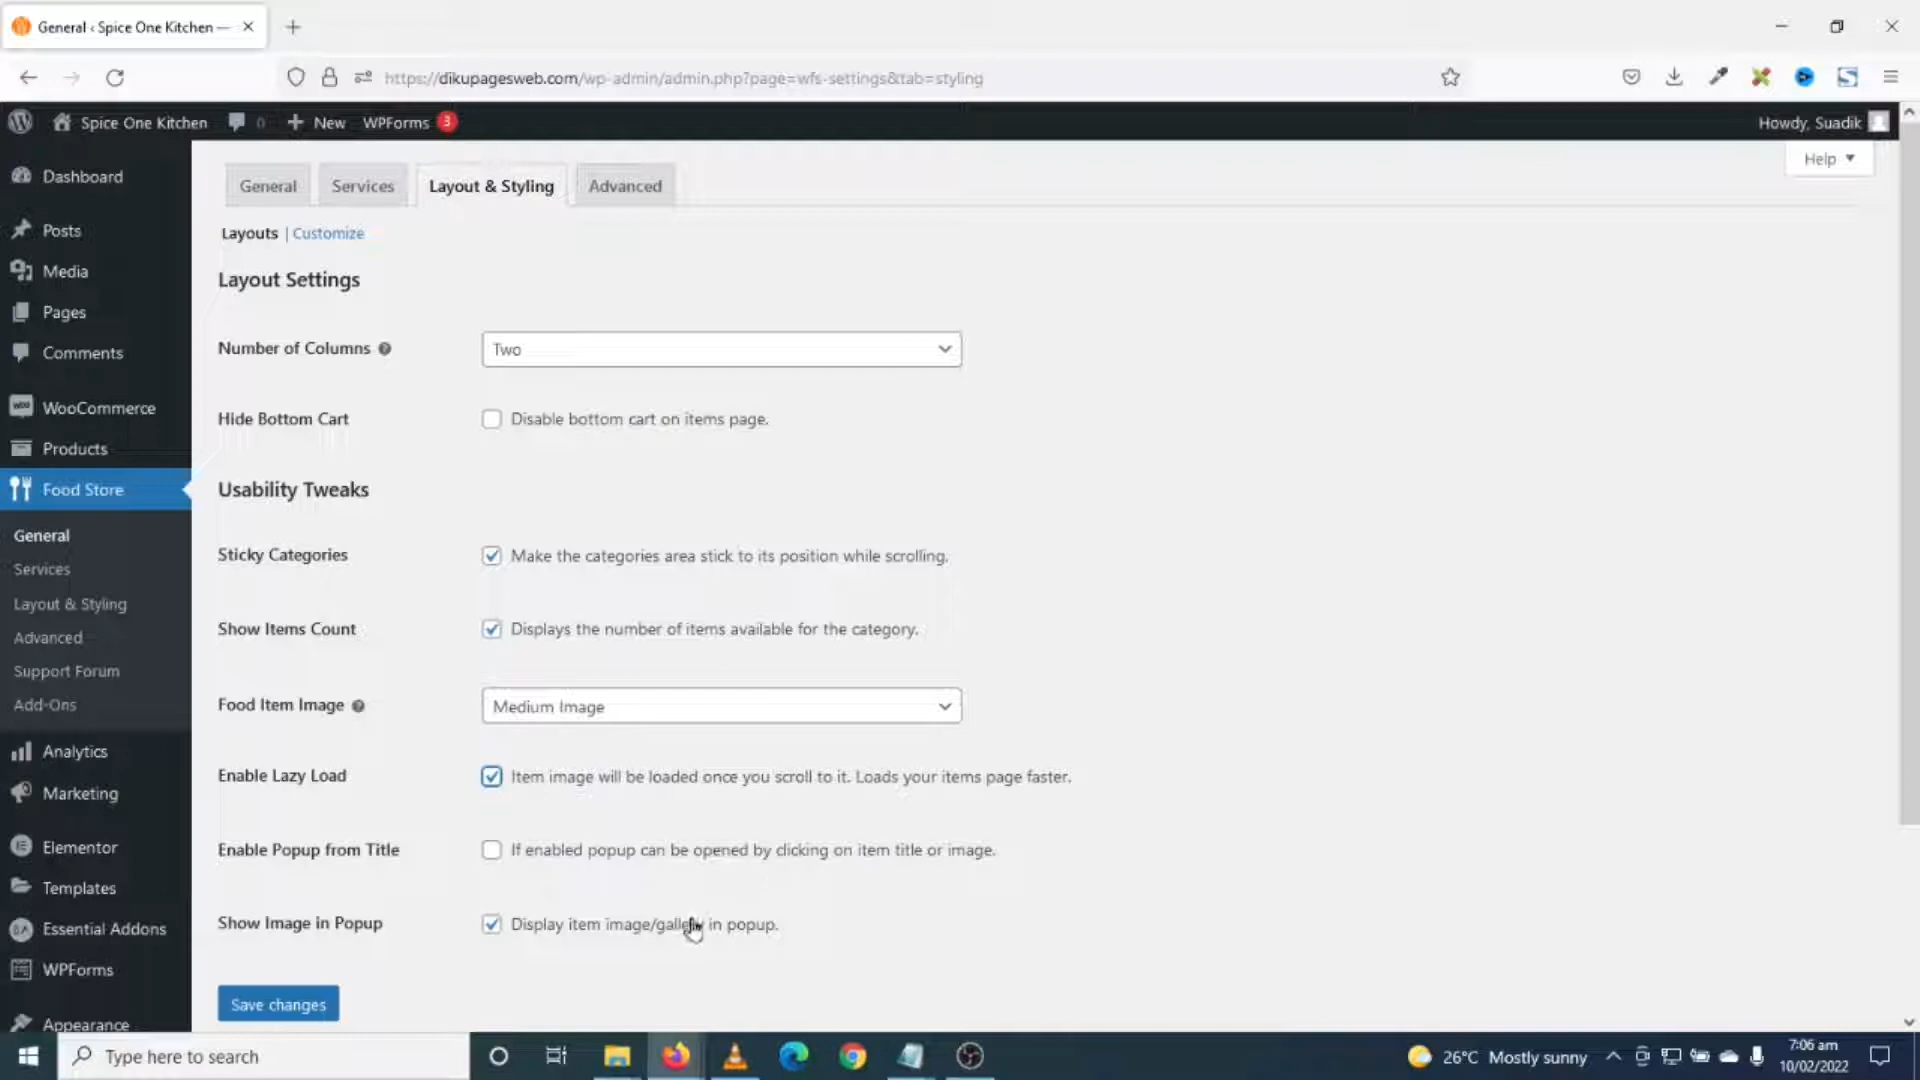 General ‹ Spice One Kitchen —
https://dikupagesweb.com/wp-admin/admin.php?page=wfs-settings&tab=styling
Spice One Kitchen 0 New WPForms 3 Howdy, Suadik
Help
General Services Layout & Styling Advanced
Layouts | Customize
Layout Settings
Number of Columns Two
Hide Bottom Cart Disable bottom cart on items page.
Usability Tweaks
Sticky Categories Make the categories area stick to its position while scrolling.
Show Items Count Displays the number of items available for the category.
Food Item Image Medium Image
Enable Lazy Load Item image will be loaded once you scroll to it. Loads your items page faster.
Enable Popup from Title If enabled popup can be opened by clicking on item title or image.
Show Image in Popup Display item image/gallery in popup.
Save changes
Dashboard
Posts
Media
Pages
Comments
WooCommerce
Products
Food Store
General
Services
Layout & Styling
Advanced
Support Forum
Add-Ons
Analytics
Marketing
Elementor
Templates
Essential Addons
WPForms
Appearance
Type here to search
26°C Mostly sunny
7:06 am
10/02/2022